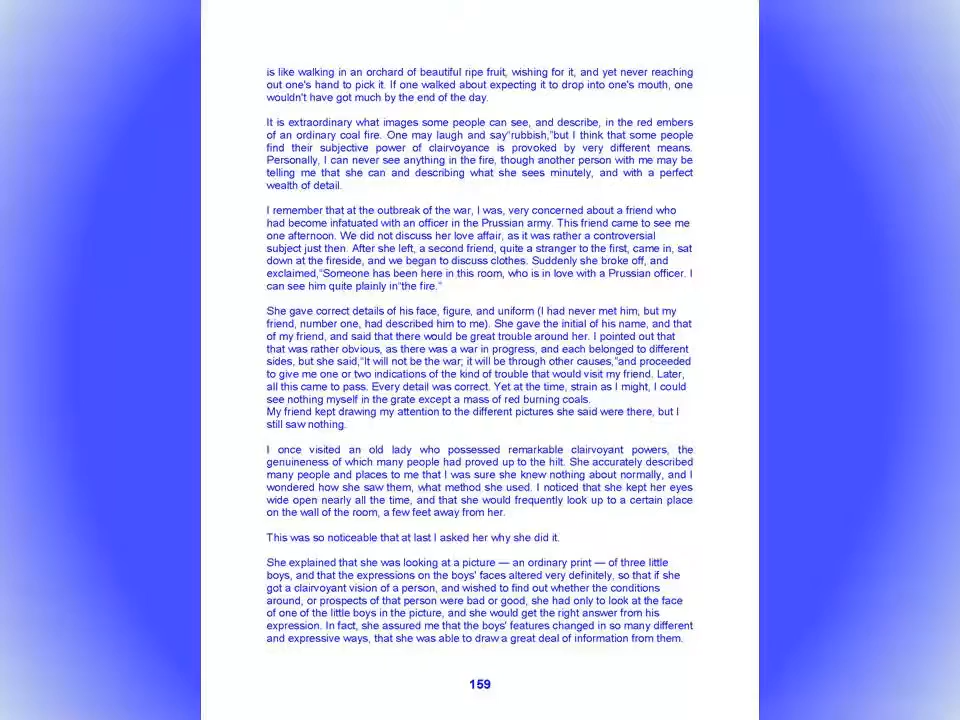 is like walking in an orchard of beautiful ripe fruit, wishing for it, and yet never reaching
out one's hand to pick it. If one walked about expecting it to drop into one's mouth, one
wouldn't have got much by the end of the day.
It is extraordinary what images some people can see, and describe, in the red embers
of an ordinary coal fire. One may laugh and say“rubbish,”but I think that some people
find their subjective power of clairvoyance is provoked by very different means.
Personally, I can never see anything in the fire, though another person with me may be
telling me that she can and describing what she sees minutely, and with a perfect
wealth of detail.
I remember that at the outbreak of the war, I was, very concerned about a friend who
had become infatuated with an officer in the Prussian army. This friend came to see me
one afternoon. We did not discuss her love affair, as it was rather a controversial
subject just then. After she left, a second friend, quite a stranger to the first, came in, sat
down at the fireside, and we began to discuss clothes. Suddenly she broke off, and
exclaimed,“Someone has been here in this room, who is in love with a Prussian officer. I
can see him quite plainly in“the fire.”
She gave correct details of his face, figure, and uniform (I had never met him, but my
friend, number one, had described him to me). She gave the initial of his name, and that
of my friend, and said that there would be great trouble around her. I pointed out that
that was rather obvious, as there was a war in progress, and each belonged to different
sides, but she said,“It will not be the war; it will be through other causes,”and proceeded
to give me one or two indications of the kind of trouble that would visit my friend. Later,
all this came to pass. Every detail was correct. Yet at the time, strain as I might, I could
see nothing myself in the grate except a mass of red burning coals.
My friend kept drawing my attention to the different pictures she said were there, but I
still saw nothing.
I once visited an old lady who possessed remarkable clairvoyant powers, the
genuineness of which many people had proved up to the hilt. She accurately described
many people and places to me that I was sure she knew nothing about normally, and I
wondered how she saw them, what method she used. I noticed that she kept her eyes
wide open nearly all the time, and that she would frequently look up to a certain place
on the wall of the room, a few feet away from her.
This was so noticeable that at last I asked her why she did it.
She explained that she was looking at a picture — an ordinary print — of three little
boys, and that the expressions on the boys' faces altered very definitely, so that if she
got a clairvoyant vision of a person, and wished to find out whether the conditions
around, or prospects of that person were bad or good, she had only to look at the face
of one of the little boys in the picture, and she would get the right answer from his
expression. In fact, she assured me that the boys' features changed in so many different
and expressive ways, that she was able to draw a great deal of information from them.
159